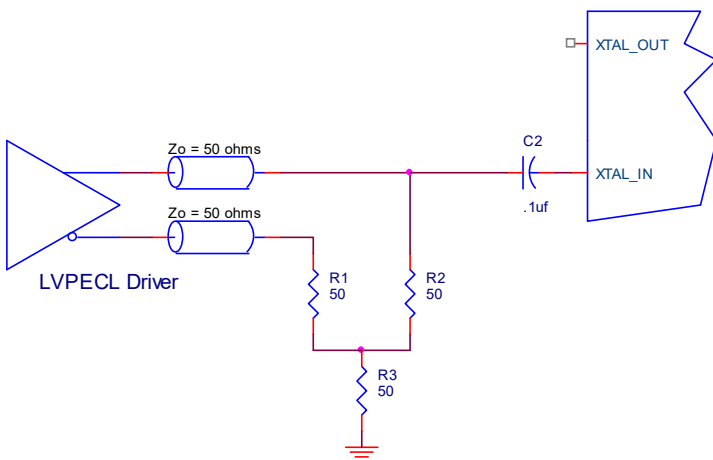 XTAL_OUT
Zo = 50 ohms
C2
XTAL_IN
.1uf
Zo = 50 ohms
LVPECL Driver
R1
50
R2
50
R3
50